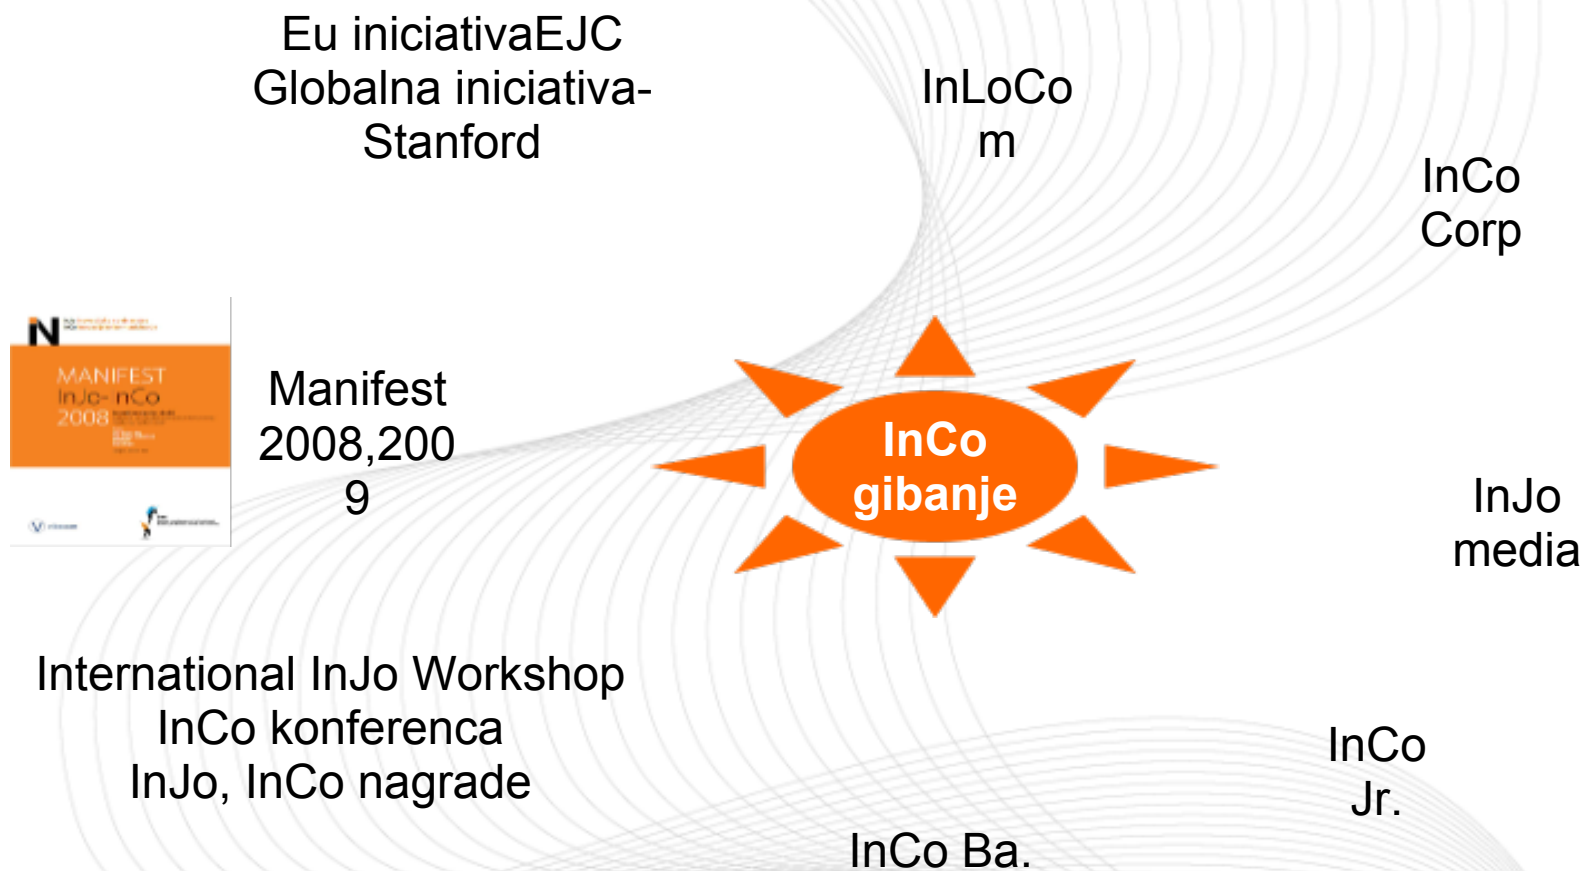 Eu iniciativaEJC
Globalna iniciativa-
Stanford
InLoCo
m
InCo
Corp
MANIFEST
InJo-InCo
2008
Manifest
2008,200
9
InCo
gibanje
InJo
media
International InJo Workshop
InCo konferenca
InJo, InCo nagrade
InCo
Jr.
InCo Ba.